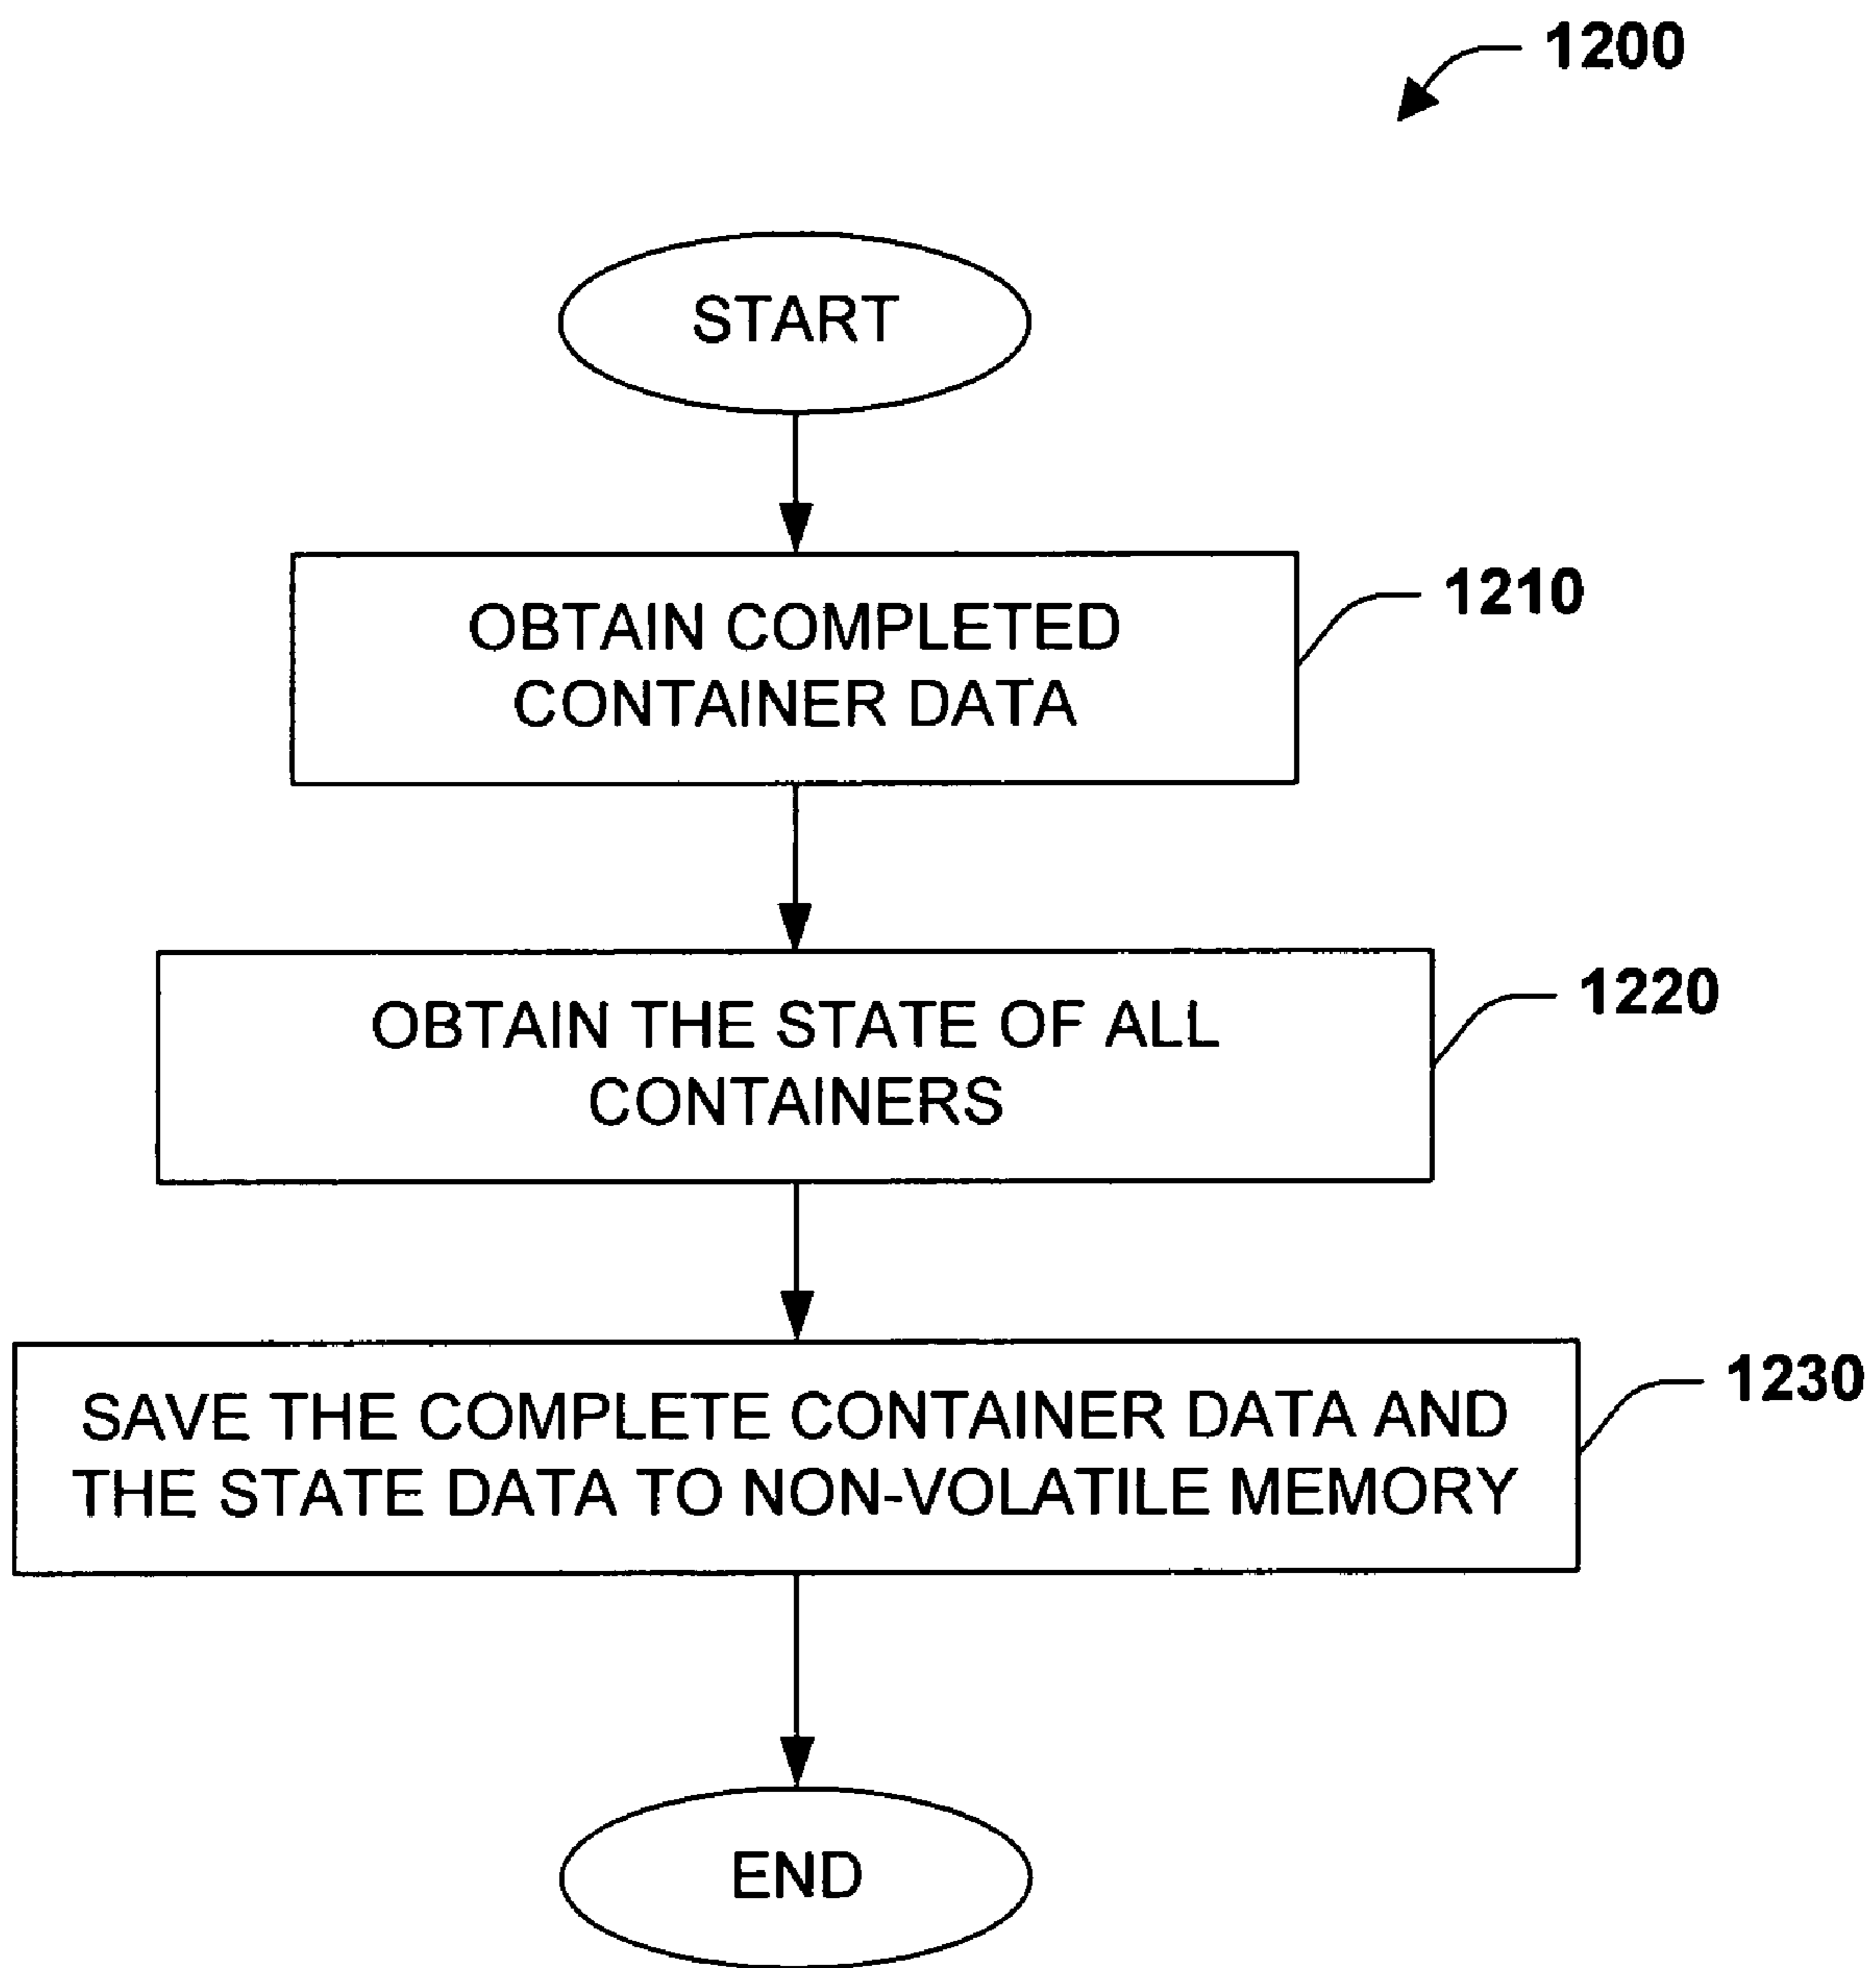 1200
START
OBTAIN COMPLETED
CONTAINER DATA
1210
OBTAIN THE STATE OF ALL
CONTAINERS
1220
SAVE THE COMPLETE CONTAINER DATA AND
THE STATE DATA TO NON-VOLATILE MEMORY
1230
END